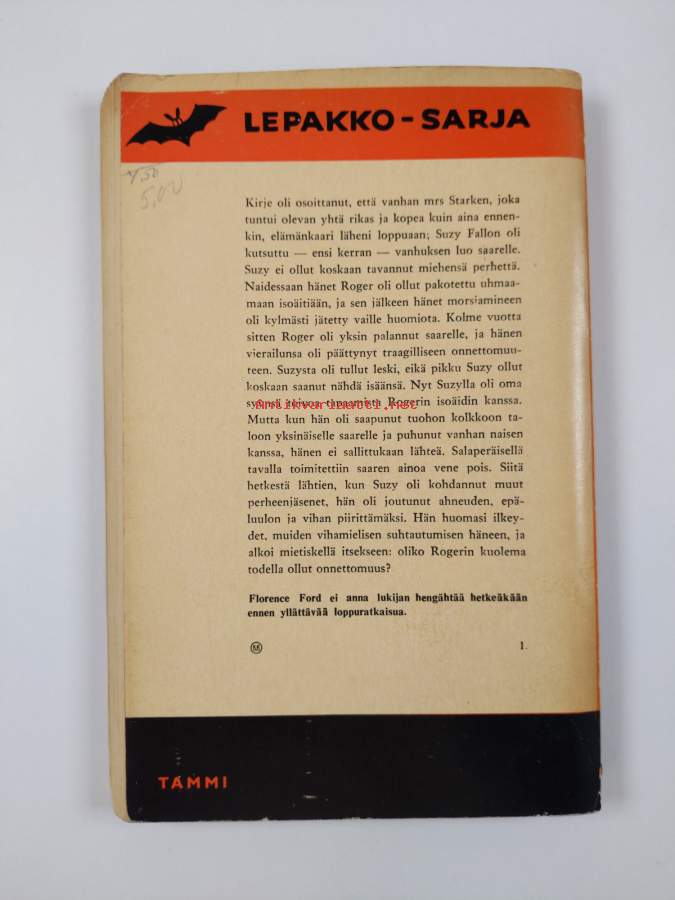 LEPAKKO-SARJA
5,00
Kirje oli osoittanut, että vanhan mrs Starken, joka
tuntui olevan yhtä rikas ja kopea kuin aina ennen-
kin, elämänkaari läheni loppuaan; Suzy Fallon oli
kutsuttu — ensi kerran — vanhuksen luo saarelle.
Suzy ei ollut koskaan tavannut miehensä perhettä.
Naidessaan hänet Roger oli ollut pakotettu uhmaa-
maan isoäitiään, ja sen jälkeen hänet morsiamineen
oli kylmästi jätetty vaille huomiota. Kolme vuotta
sitten Roger oli yksin palannut saarelle, ja hänen
vierailunsa oli päättynyt traagilliseen onnettomuu-
teen. Suzysta oli tullut leski, eikä pikku Suzy ollut
koskaan saanut nähdä isäänsä. Nyt Suzylla oli oma
syynsä toivoa tapaamista Rogerin isoäidin kanssa.
Antikvariaatti.net
Mutta kun hän oli saapunut tuohon kolkkoon ta-
loon yksinäiselle saarelle ja puhunut vanhan naisen
kanssa, hänen ei sallittukaan lähteä. Salaperäisellä
tavalla toimitettiin saaren ainoa vene pois. Siitä
hetkestä lähtien, kun Suzy oli kohdannut muut
perheenjäsenet, hän oli joutunut ahneuden, epä-
luulon ja vihan piirittämäksi. Hän huomasi ilkey-
det, muiden vihamielisen suhtautumisen häneen, ja
alkoi mietiskellä itsekseen: oliko Rogerin kuolema
todella ollut onnettomuus?
Florence Ford ei anna lukijan hengähtää hetkeäkään
ennen yllättävää loppuratkaisua.
M 1.
TAMMI